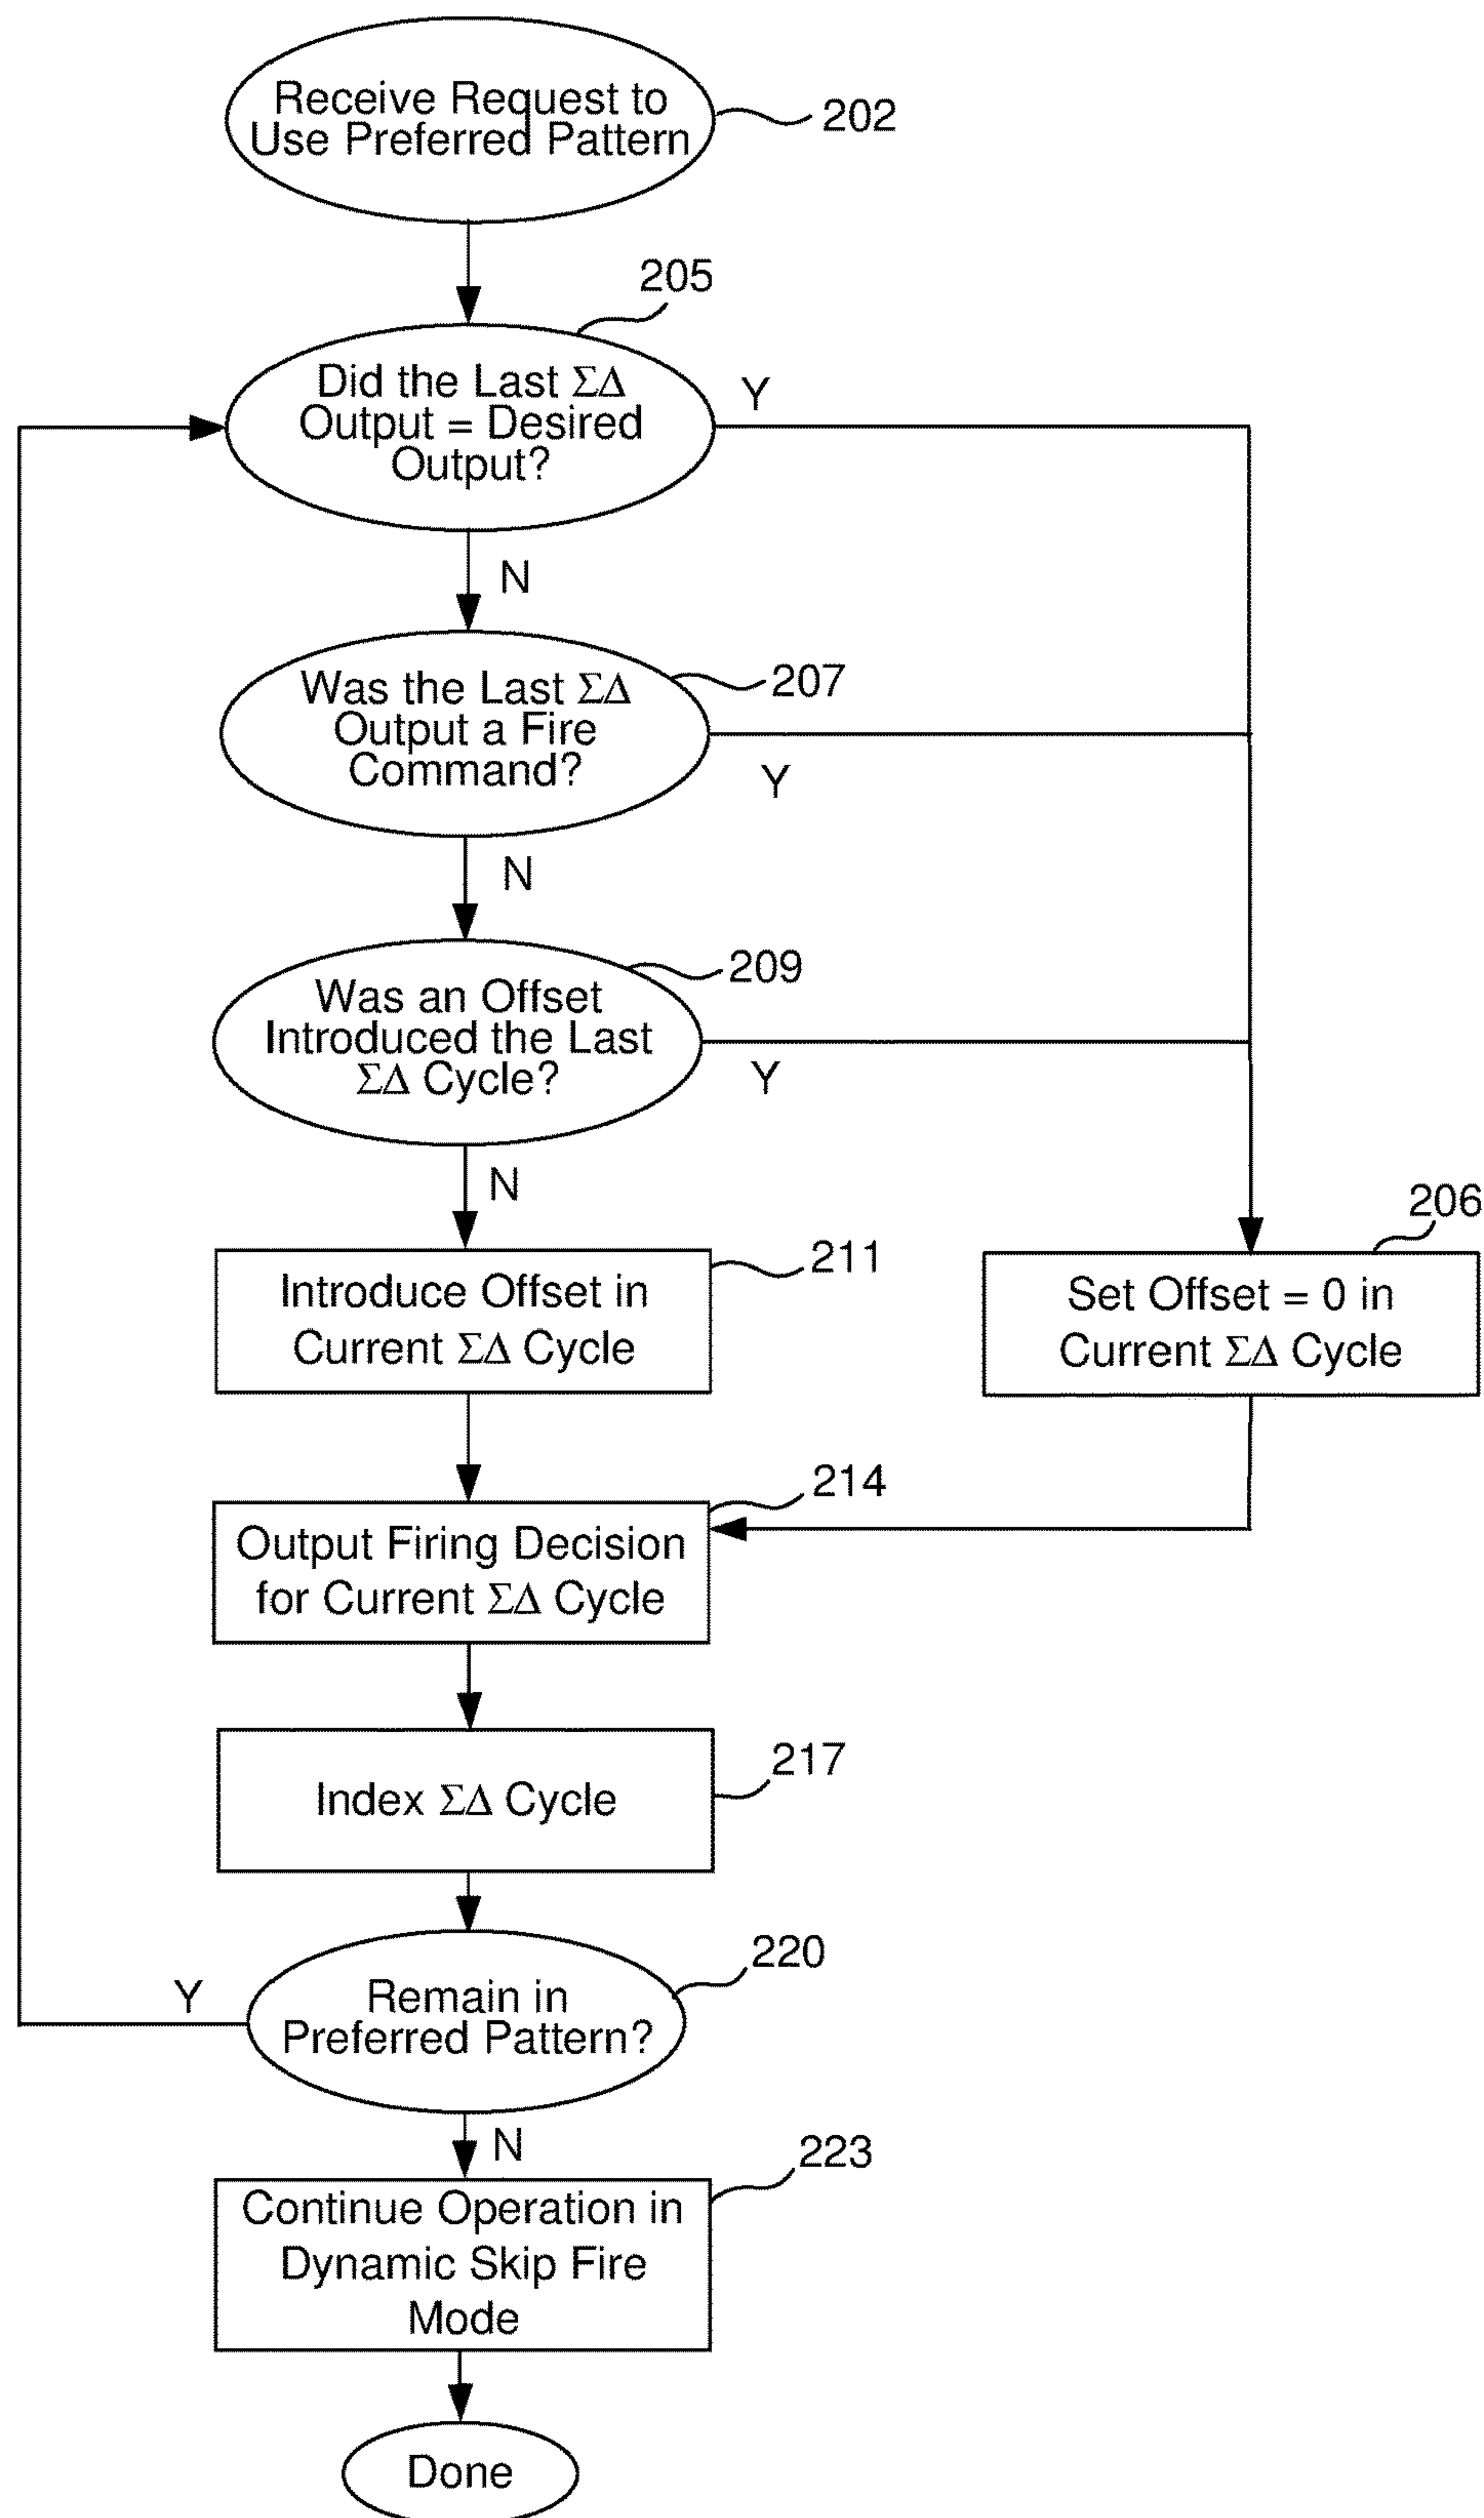 Receive Request to
Use Preferred Pattern
202
205
Did the Last ΣΔ
Output = Desired
Output?
Y
N
Was the Last ΣΔ
Output a Fire
Command?
207
Y
N
209
Was an Offset
Introduced the Last
ΣΔ Cycle?
Y
N
206
211
Introduce Offset in
Current ΣΔ Cycle
Set Offset = 0 in
Current ΣΔ Cycle
214
Output Firing Decision
for Current ΣΔ Cycle
217
Index ΣΔ Cycle
220
Y
Remain in
Preferred Pattern?
N
223
Continue Operation in
Dynamic Skip Fire
Mode
Done